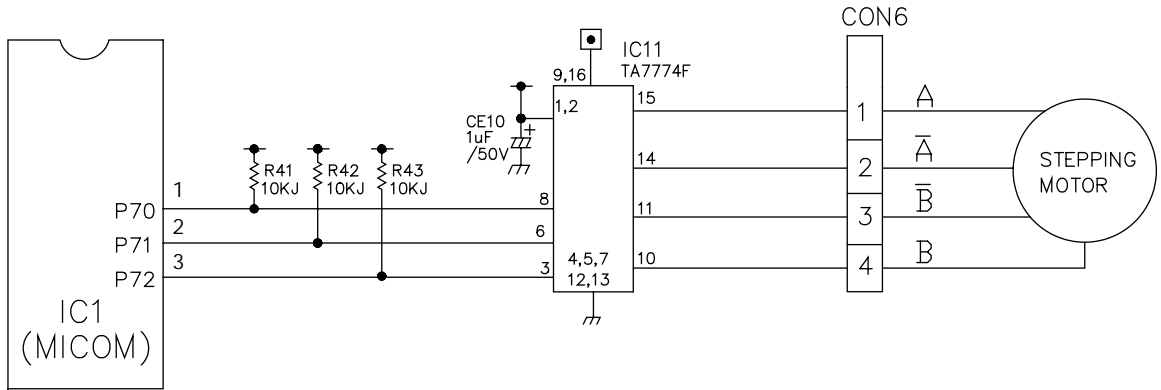 CON6
IC11
TA7774F
9,16
1,2
15
CE10
1uF
/50V
+
1
A
R41
10KJ
R42
10KJ
R43
10KJ
14
2
A̅
STEPPING
MOTOR
1
P70
8
11
3
B̅
2
P71
6
3
P72
3
4,5,7
12,13
10
4
B
IC1
(MICOM)